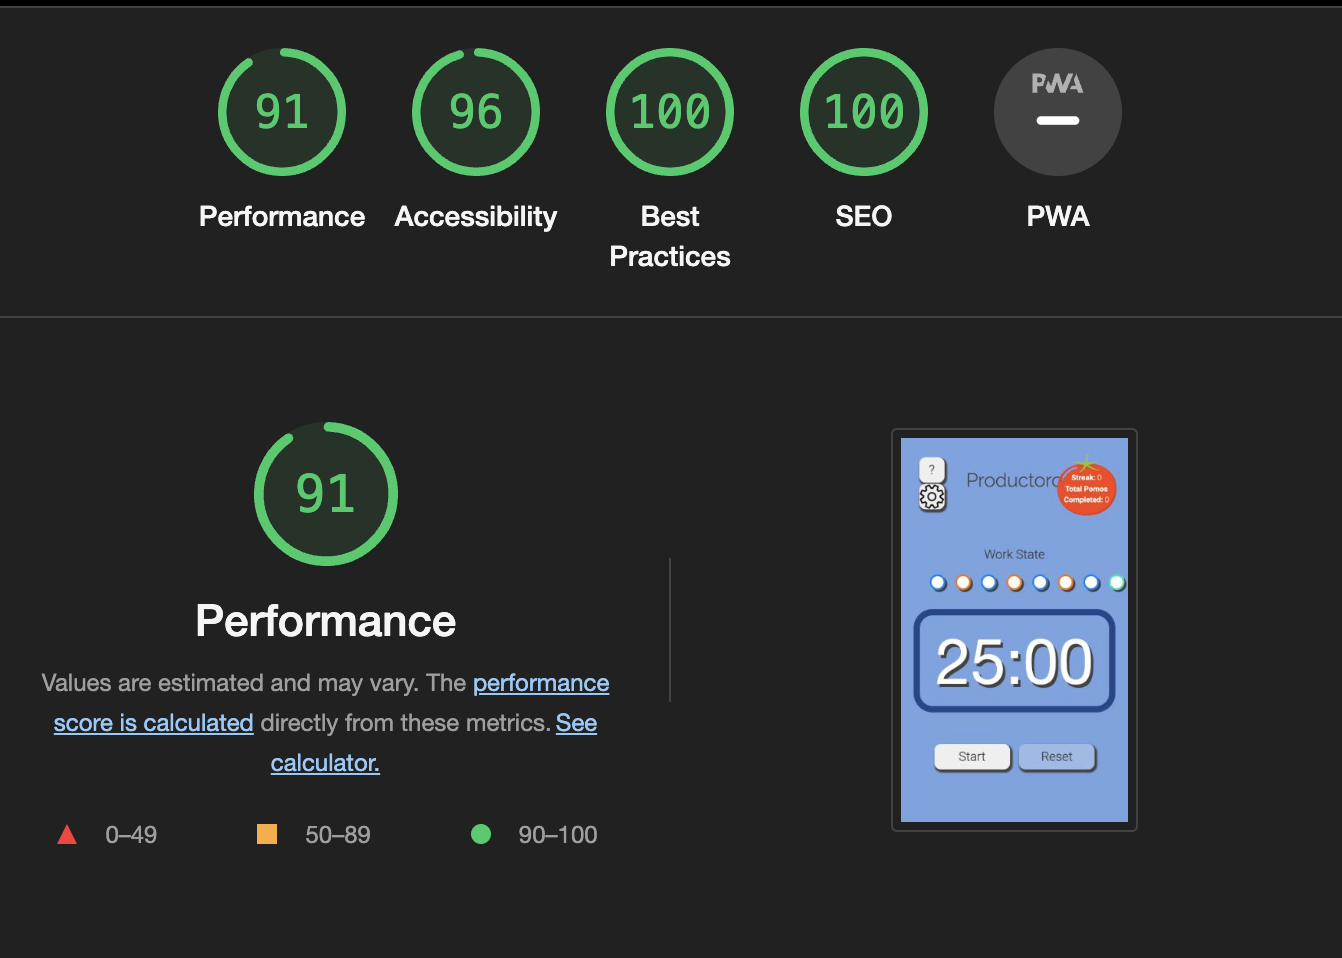 91
96
100
100
PWA
Performance
Accessibility
Best
Practices
SEO
PWA
91
Performance
Values are estimated and may vary. The performance
score is calculated directly from these metrics. See
calculator.
0–49
50–89
90–100
?
Productoro
Streak: 0
Total Pomos
Completed: 0
Work State
25:00
Start
Reset